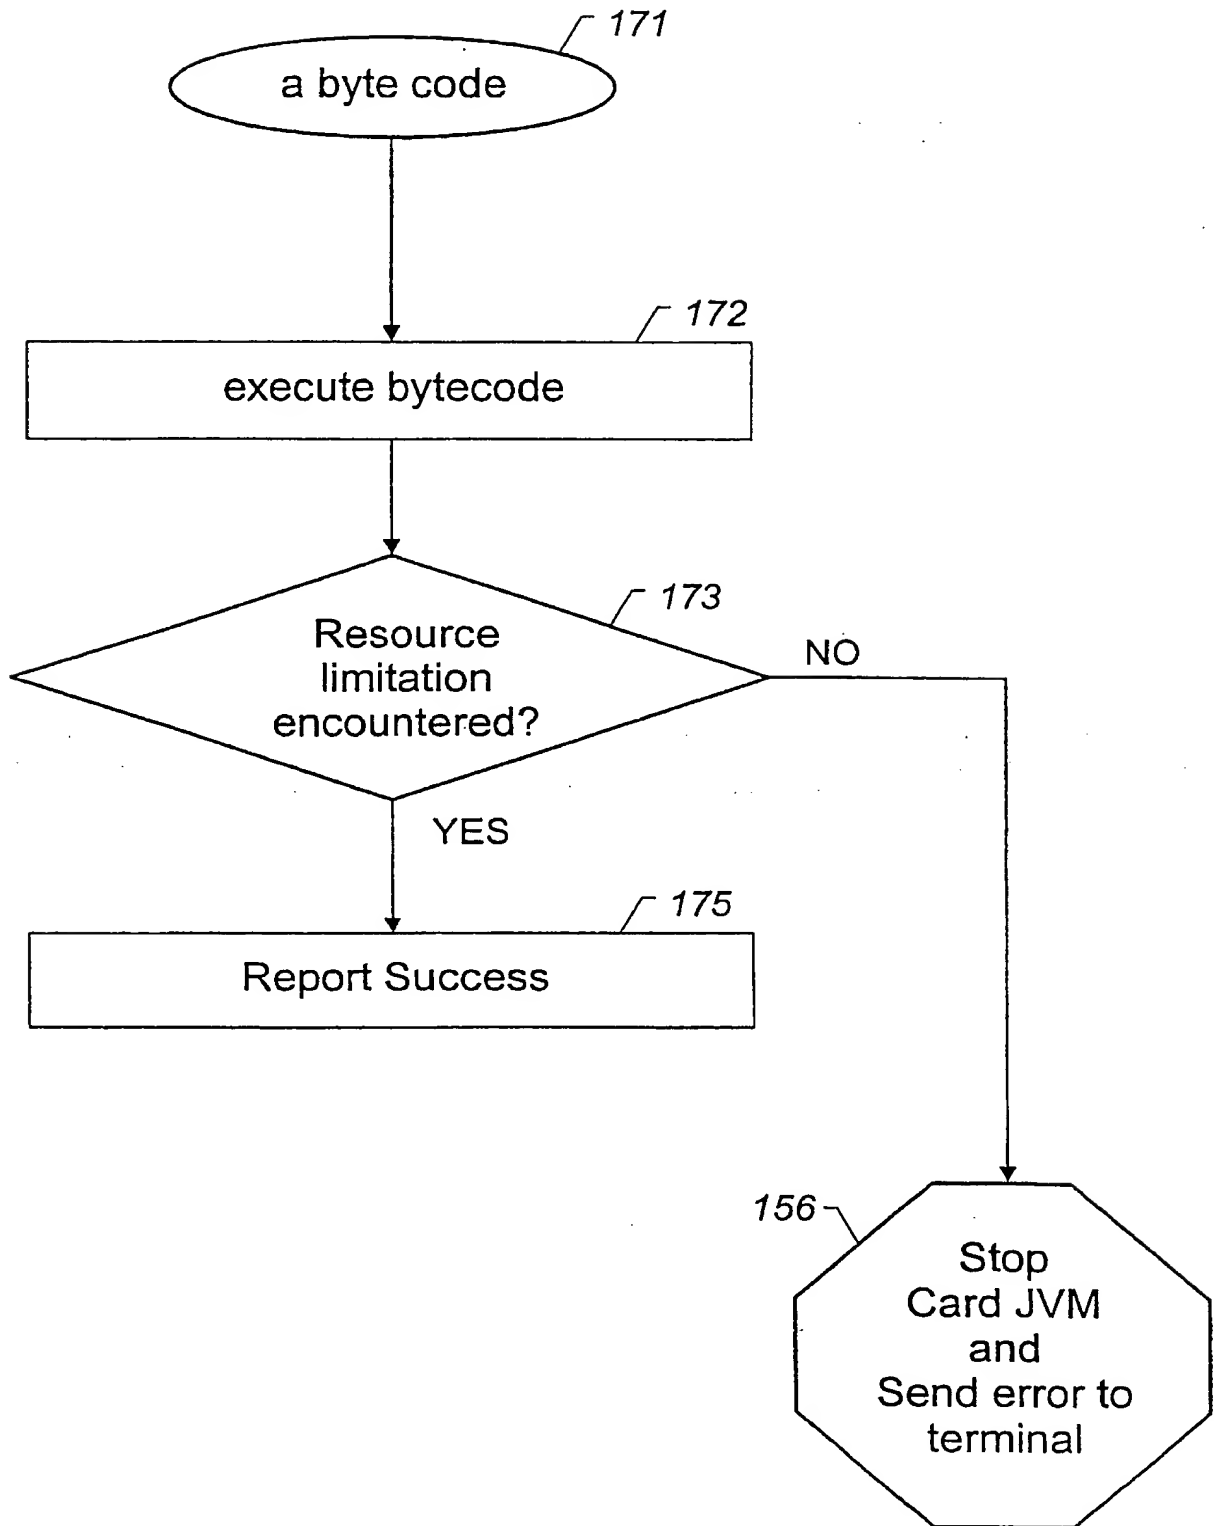 171
a byte code
172
execute bytecode
173
Resource
limitation
encountered?
NO
YES
175
Report Success
156
Stop
Card JVM
and
Send error to
terminal